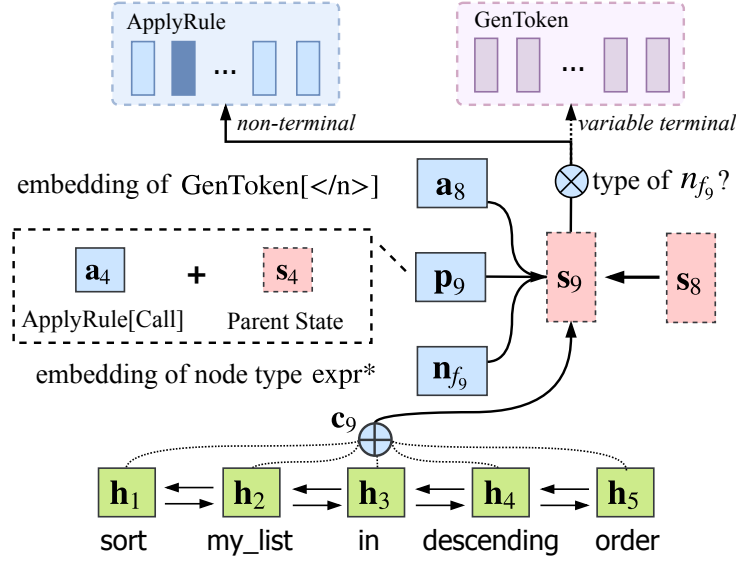 ApplyRule
GenToken
...
...
non-terminal
variable terminal
embedding of GenToken[</n>]
a8
type of nf9?
a4 + s4
ApplyRule[Call]
Parent State
p9
s9
s8
embedding of node type expr*
nf9
c9
h1 h2 h3 h4 h5
sort my_list in descending order